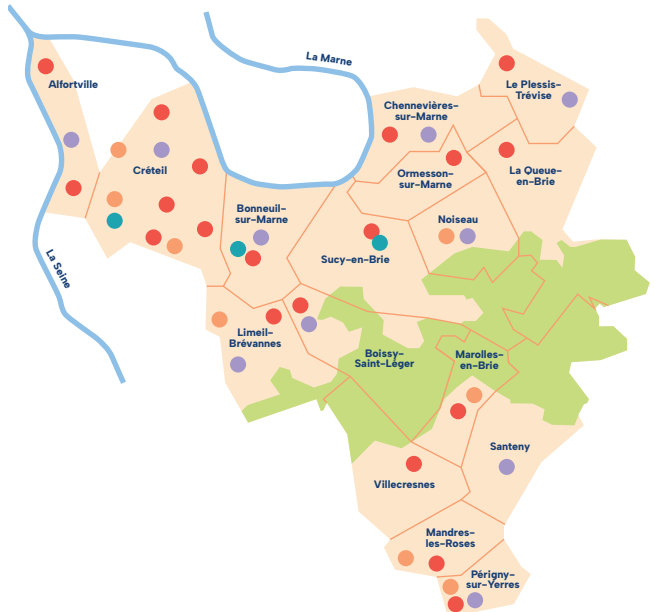 La Marne
Alfortville
Le Plessis-
Trévise
Chennevières-
sur-Marne
Créteil
Ormesson-
sur-Marne
La Queue-
en-Brie
Bonneuil-
sur-Marne
Noiseau
La Seine
Sucy-en-Brie
Limeil-
Brévannes
Boissy-
Saint-Léger
Marolles-
en-Brie
Santeny
Villecresnes
Mandres-
les-Roses
Périgny-
sur-Yerres